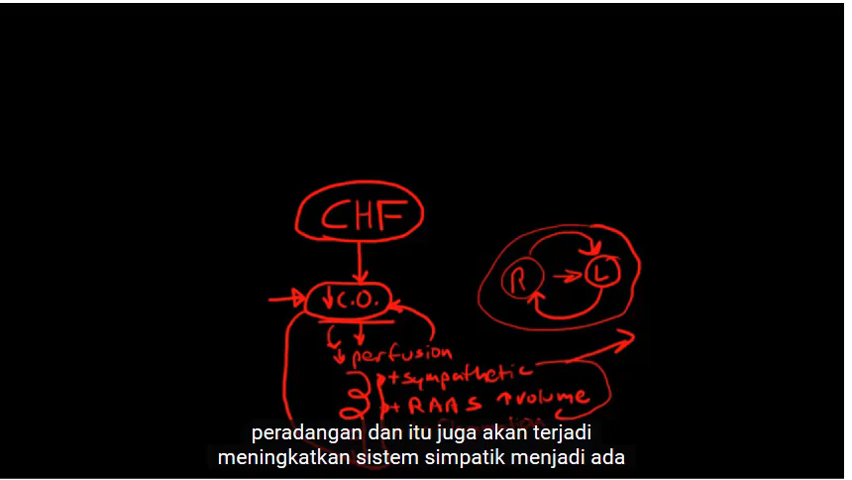 CHF
↓C.O.
R → L
↓ perfusion
+ sympathetic
+ RAAS ↑volume
peradangan dan itu juga akan terjadi
meningkatkan sistem simpatik menjadi ada